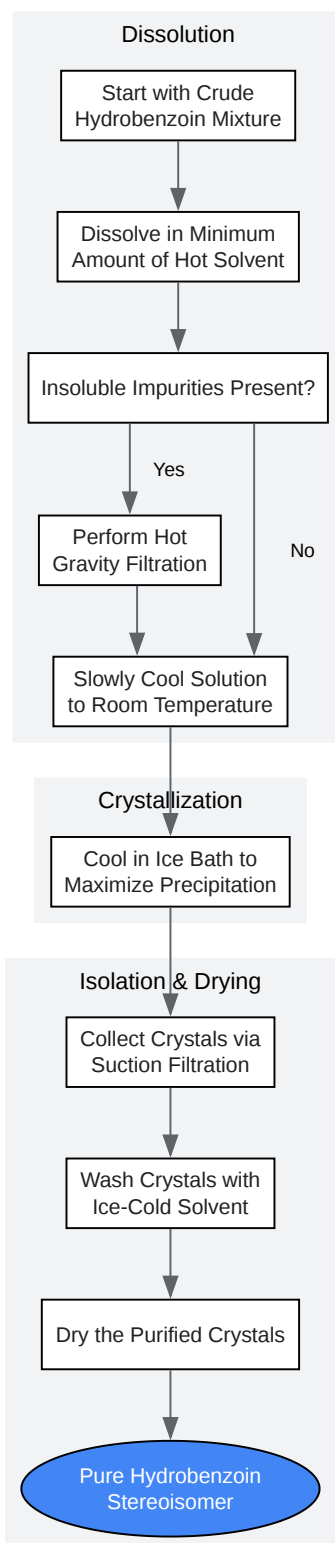 Dissolution
Start with Crude
Hydrobenzoin Mixture
Dissolve in Minimum
Amount of Hot Solvent
Insoluble Impurities Present?
Yes
Perform Hot
Gravity Filtration
No
Slowly Cool Solution
to Room Temperature
Crystallization
Cool in Ice Bath to
Maximize Precipitation
Isolation & Drying
Collect Crystals via
Suction Filtration
Wash Crystals with
Ice-Cold Solvent
Dry the Purified Crystals
Pure Hydrobenzoin
Stereoisomer